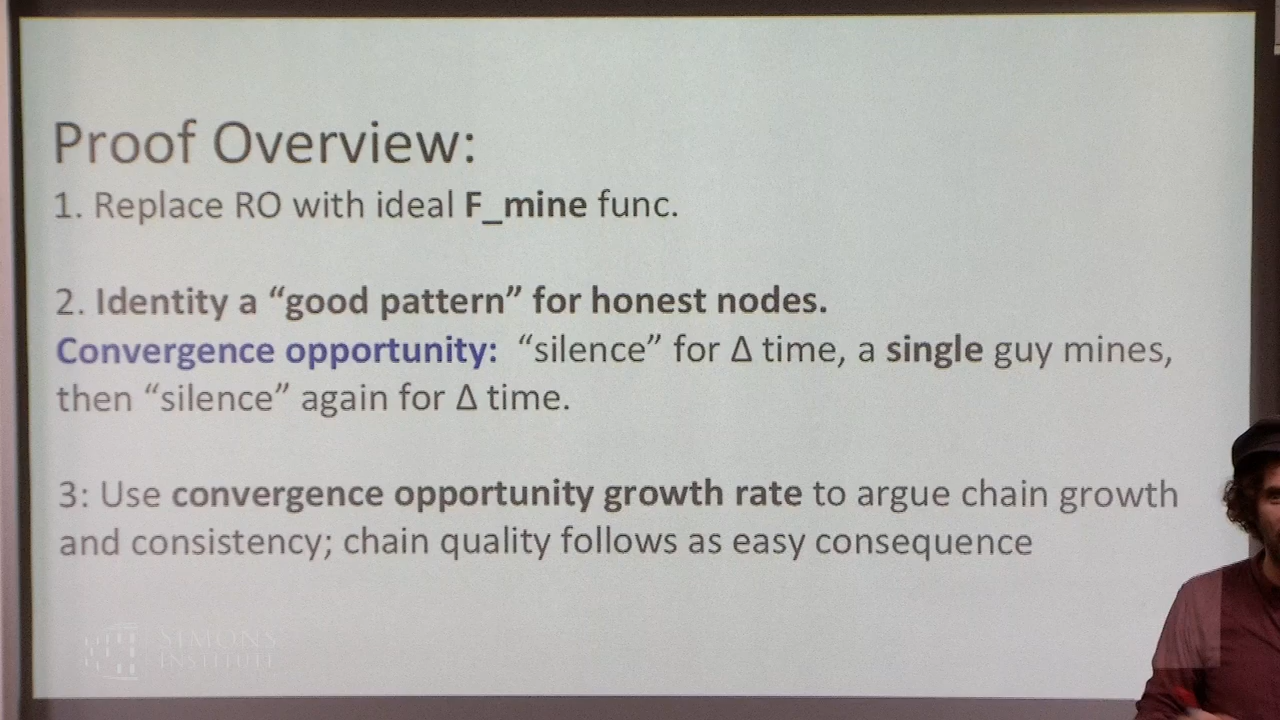 Proof Overview:
1. Replace RO with ideal F_mine func.
2. Identity a “good pattern” for honest nodes.
Convergence opportunity: “silence” for Δ time, a single guy mines,
then “silence” again for Δ time.
3: Use convergence opportunity growth rate to argue chain growth
and consistency; chain quality follows as easy consequence
SIMONS
INSTITUTE